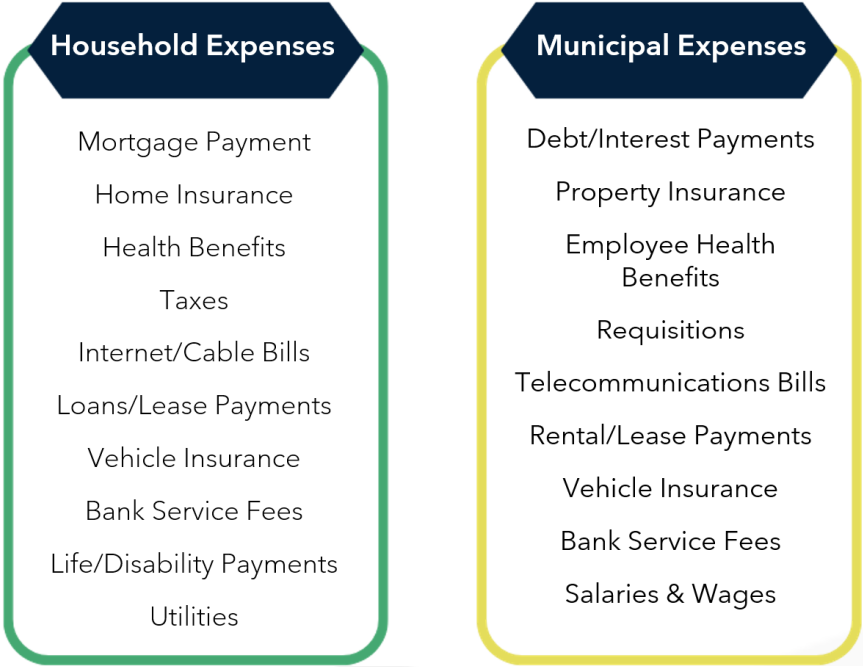 Household Expenses
Mortgage Payment
Home Insurance
Health Benefits
Taxes
Internet/Cable Bills
Loans/Lease Payments
Vehicle Insurance
Bank Service Fees
Life/Disability Payments
Utilities
Municipal Expenses
Debt/Interest Payments
Property Insurance
Employee Health
Benefits
Requisitions
Telecommunications Bills
Rental/Lease Payments
Vehicle Insurance
Bank Service Fees
Salaries & Wages